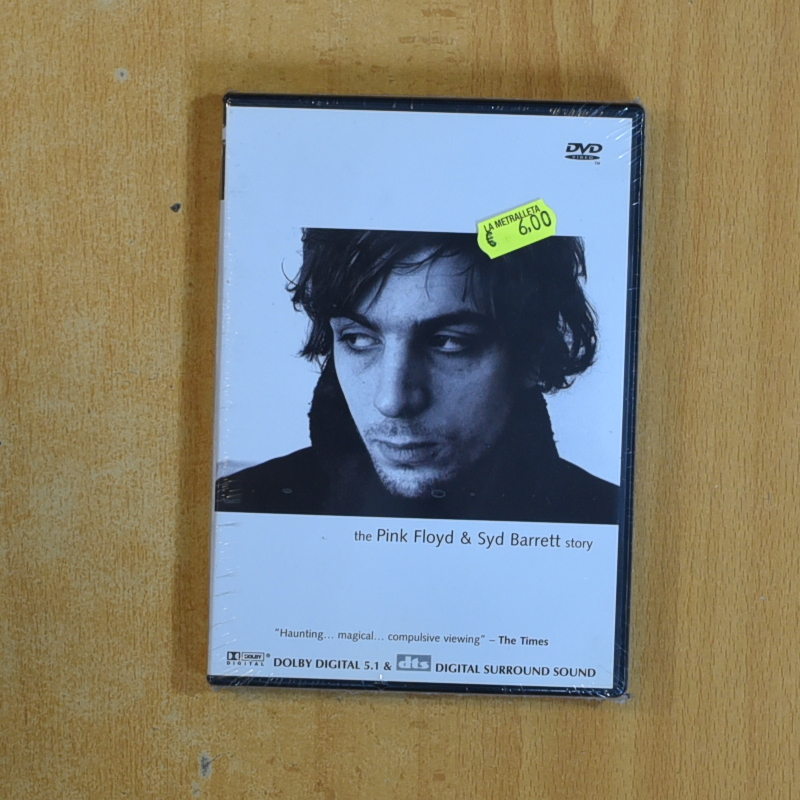 DVD
VIDEO
TM
LA METRALLETA
€ 6,00
the Pink Floyd & Syd Barrett story
"Haunting... magical... compulsive viewing" – The Times
DOLBY
DIGITAL
® DOLBY DIGITAL 5.1 & dts DIGITAL SURROUND SOUND